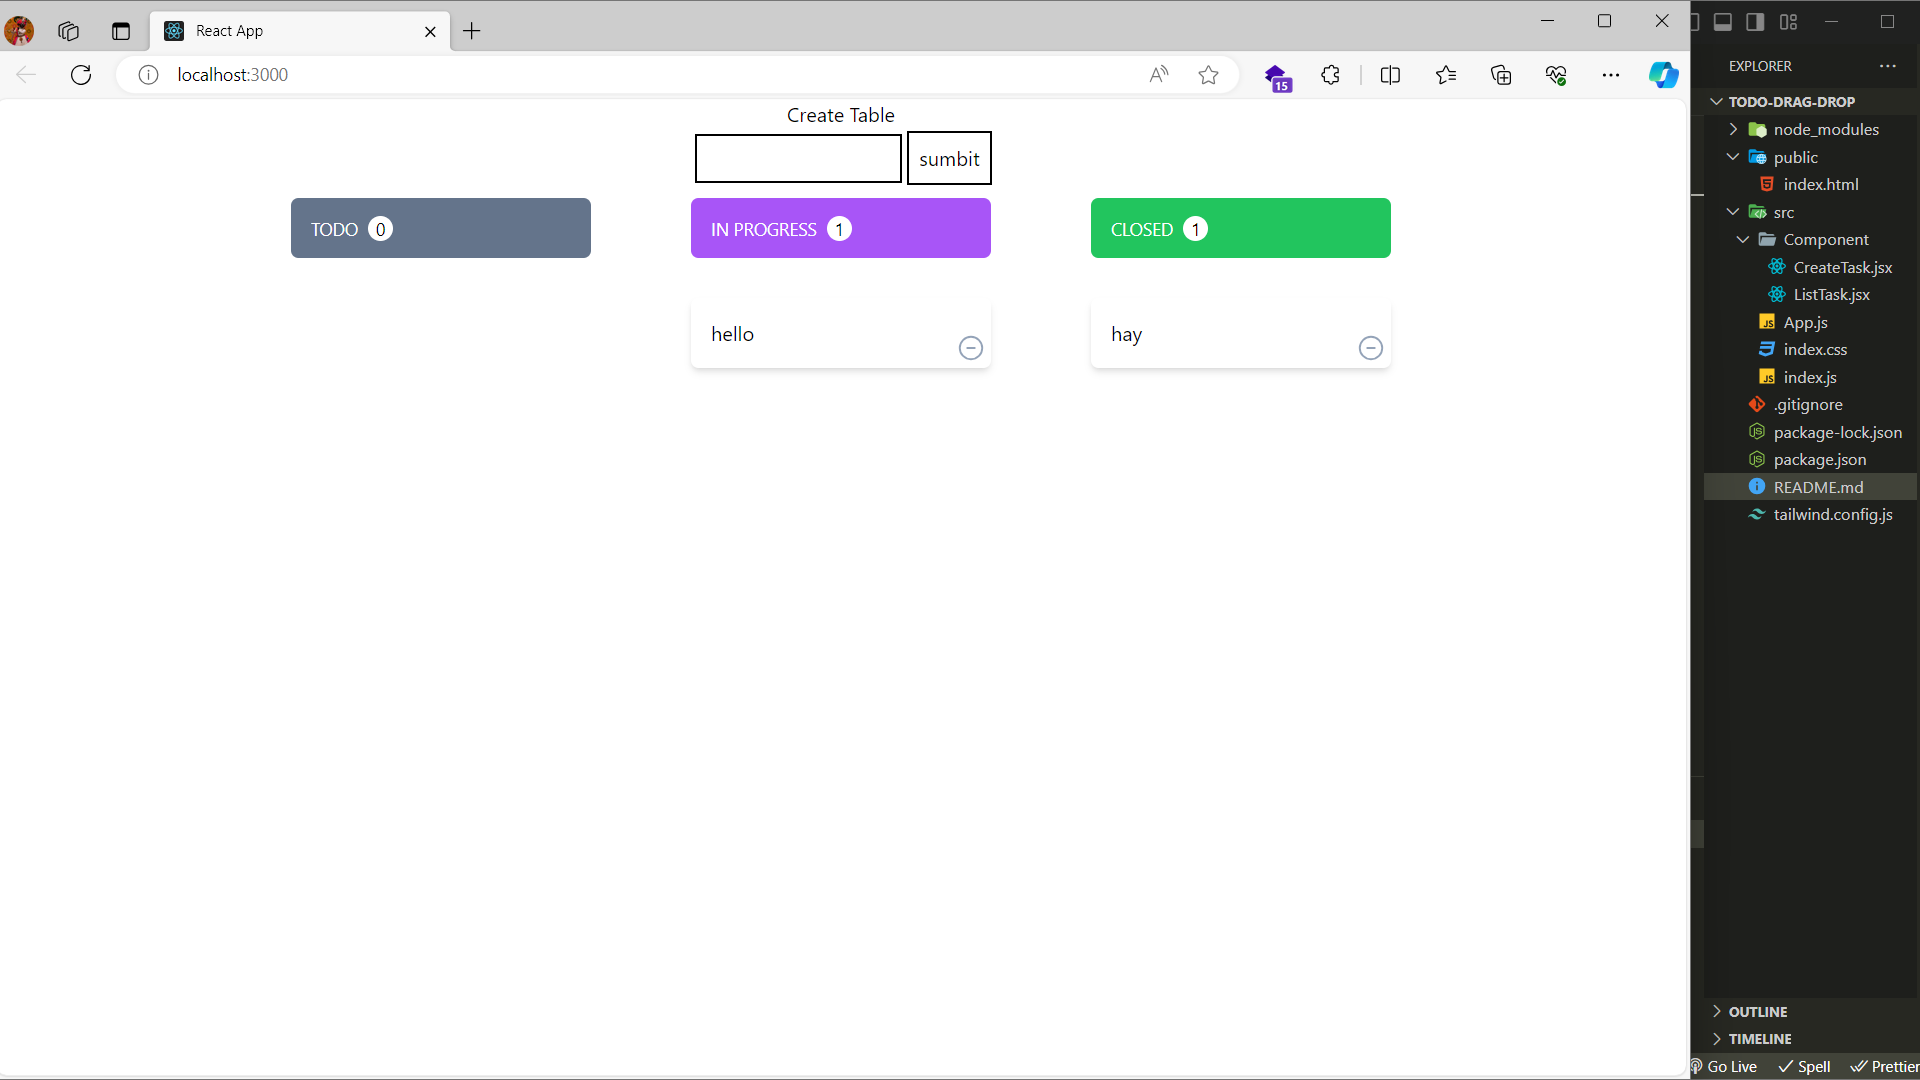 React App
localhost:3000
15
Create Table
sumbit
TODO 0
IN PROGRESS 1
CLOSED 1
hello
hay
EXPLORER
TODO-DRAG-DROP
node_modules
public
index.html
src
Component
CreateTask.jsx
ListTask.jsx
JS App.js
index.css
JS index.js
.gitignore
package-lock.json
package.json
README.md
tailwind.config.js
OUTLINE
TIMELINE
Go Live Spell Prettier